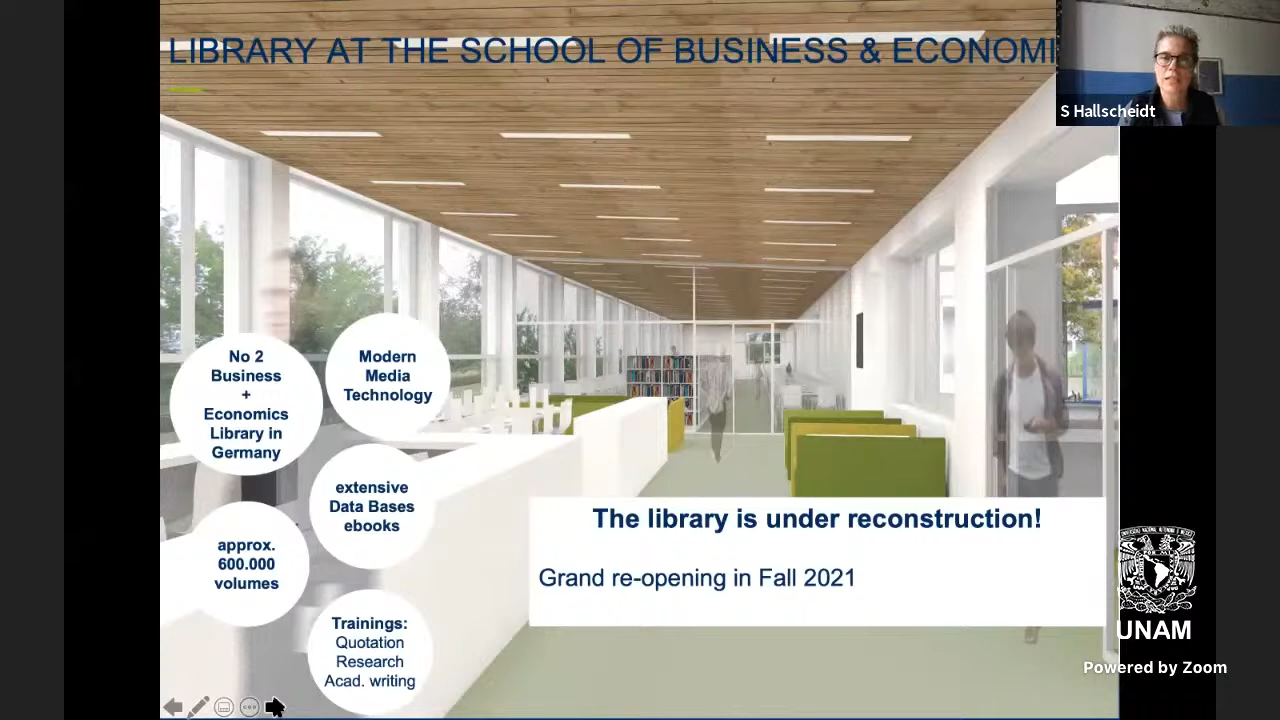 LIBRARY AT THE SCHOOL OF BUSINESS & ECONOMI
S Hallscheidt
No 2
Business
+
Economics
Library in
Germany
Modern
Media
Technology
extensive
Data Bases
ebooks
approx.
600.000
volumes
Trainings:
Quotation
Research
Acad. writing
The library is under reconstruction!
Grand re-opening in Fall 2021
UNAM
Powered by Zoom